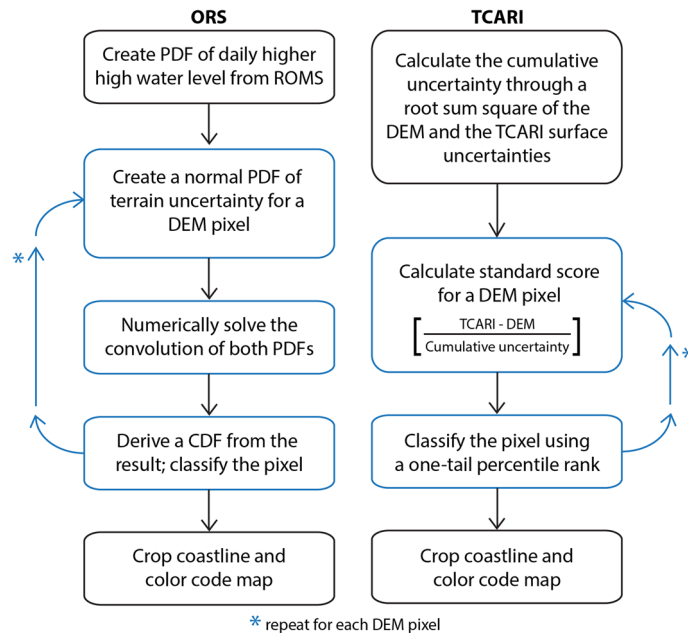 ORS
Create PDF of daily higher
high water level from ROMS
Create a normal PDF of
terrain uncertainty for a
DEM pixel
*
Numerically solve the
convolution of both PDFs
Derive a CDF from the
result; classify the pixel
Crop coastline and
color code map
TCARI
Calculate the cumulative
uncertainty through a
root sum square of the
DEM and the TCARI surface
uncertainties
Calculate standard score
for a DEM pixel
[TCARI - DEM
Cumulative uncertainty]
*
Classify the pixel using
a one-tail percentile rank
Crop coastline and
color code map
* repeat for each DEM pixel